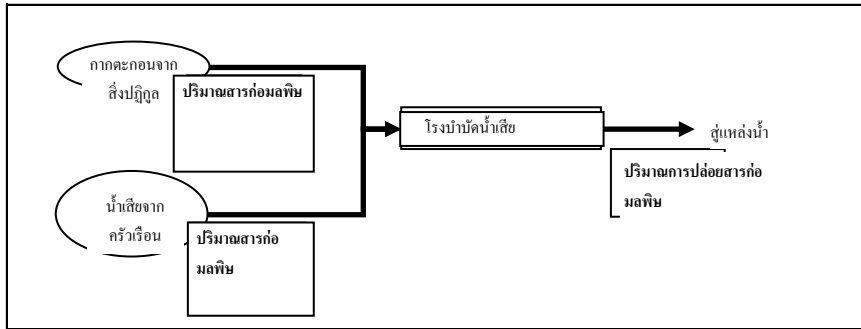 กากตะกอนจาก
สิ่งปฏิกูล
ปริมาณสารก่อมลพิษ
โรงบำบัดน้ำเสีย
สู่แหล่งน้ำ
ปริมาณการปล่อยสารก่อ
มลพิษ
น้ำเสียจาก
ครัวเรือน
ปริมาณสารก่อ
มลพิษ